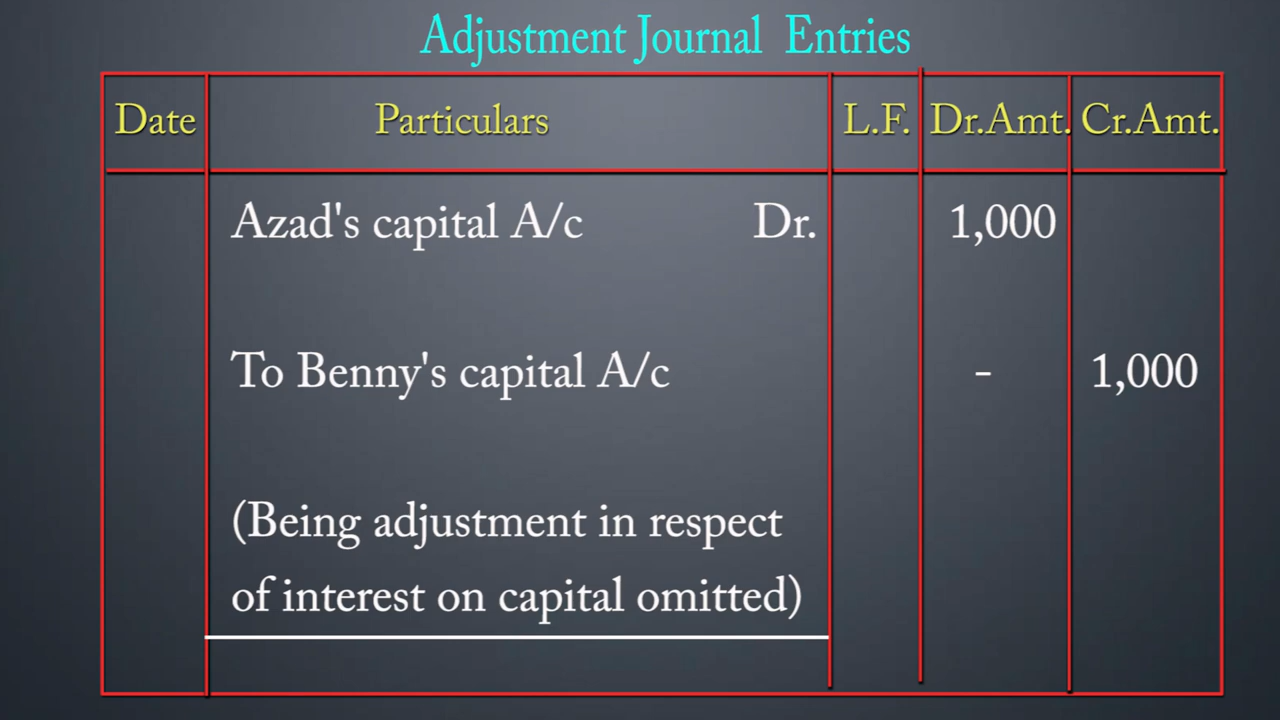 Adjustment Journal Entries
Date Particulars L.F. Dr.Amt. Cr.Amt.
Azad's capital A/c Dr. 1,000
To Benny's capital A/c - 1,000
(Being adjustment in respect
of interest on capital omitted)